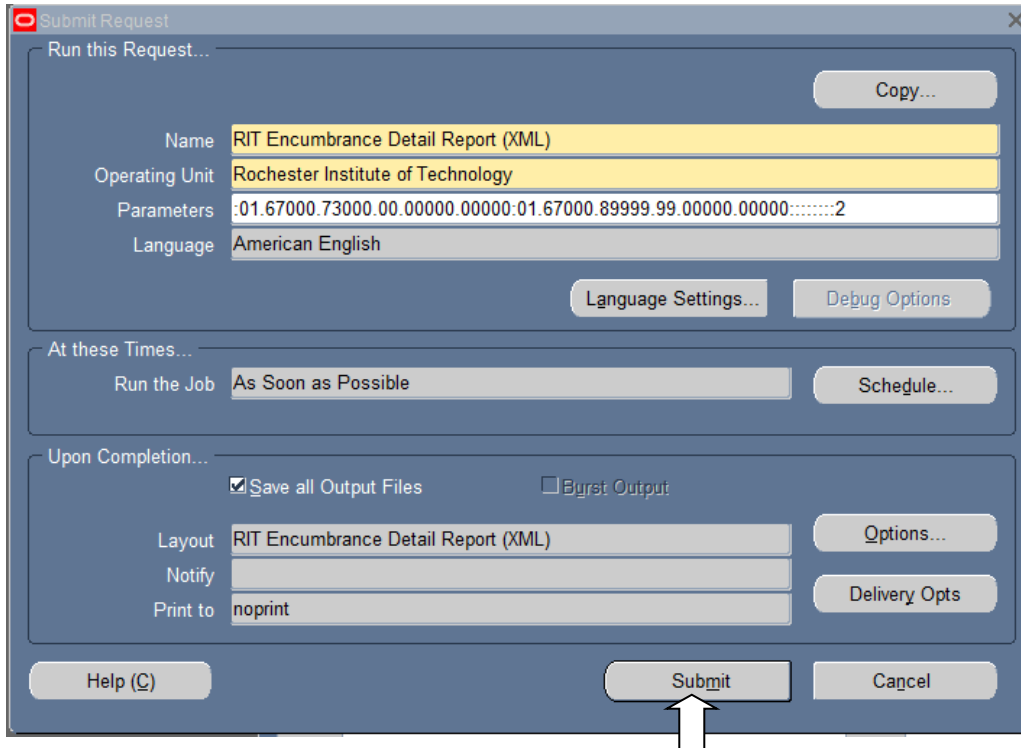 Submit Request
Run this Request...
Copy...
Name RIT Encumbrance Detail Report (XML)
Operating Unit Rochester Institute of Technology
Parameters :01.67000.73000.00.00000.00000:01.67000.89999.99.00000.00000::::::::2
Language American English
Language Settings... Debug Options
At these Times...
Run the Job As Soon as Possible Schedule...
Upon Completion...
Save all Output Files Burst Output
Layout RIT Encumbrance Detail Report (XML) Options...
Notify
Delivery Opts
Print to noprint
Help (C) Submit Cancel